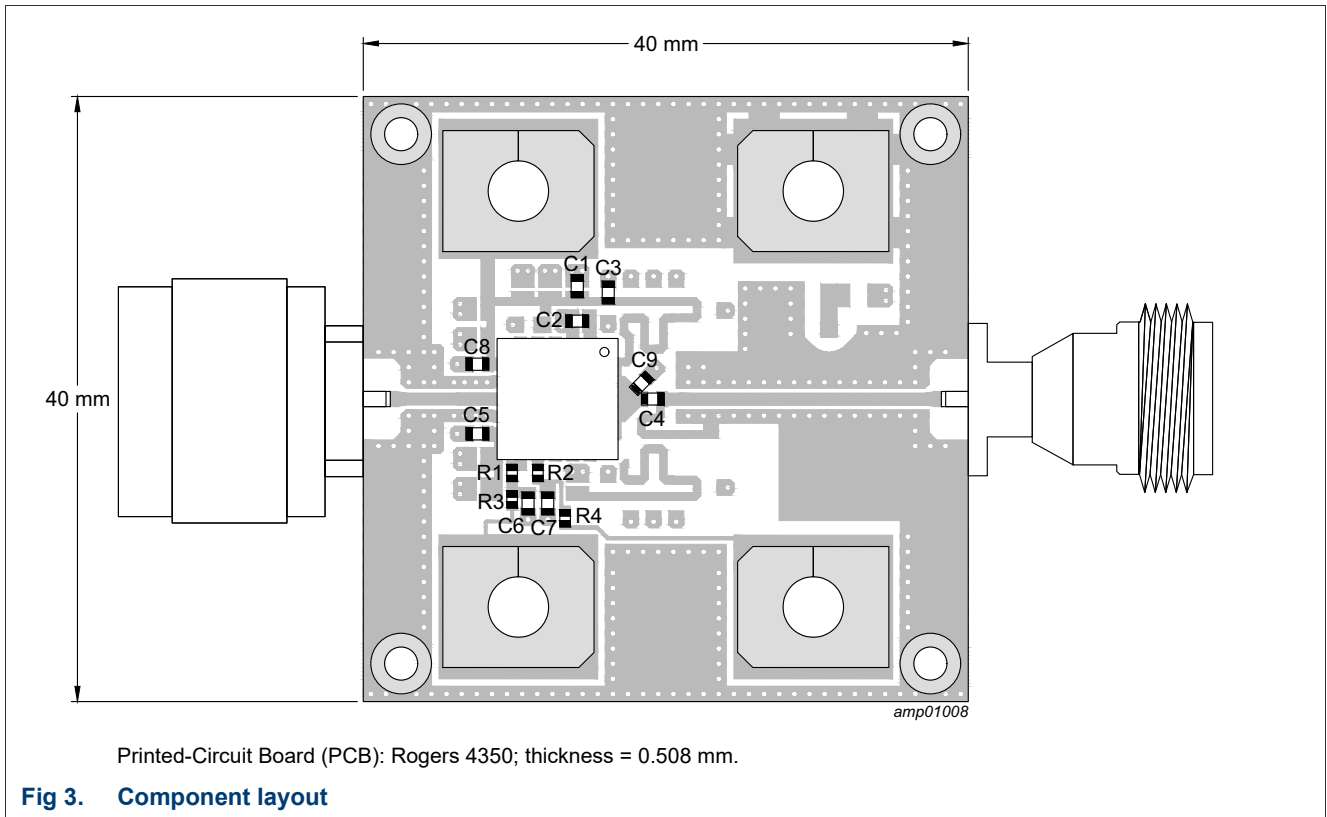 40 mm
40 mm
C1
C3
C2
C8
C9
C4
C5
R1
R2
R3
C6
C7
R4
amp01008
Printed-Circuit Board (PCB): Rogers 4350; thickness = 0.508 mm.
Fig 3. Component layout